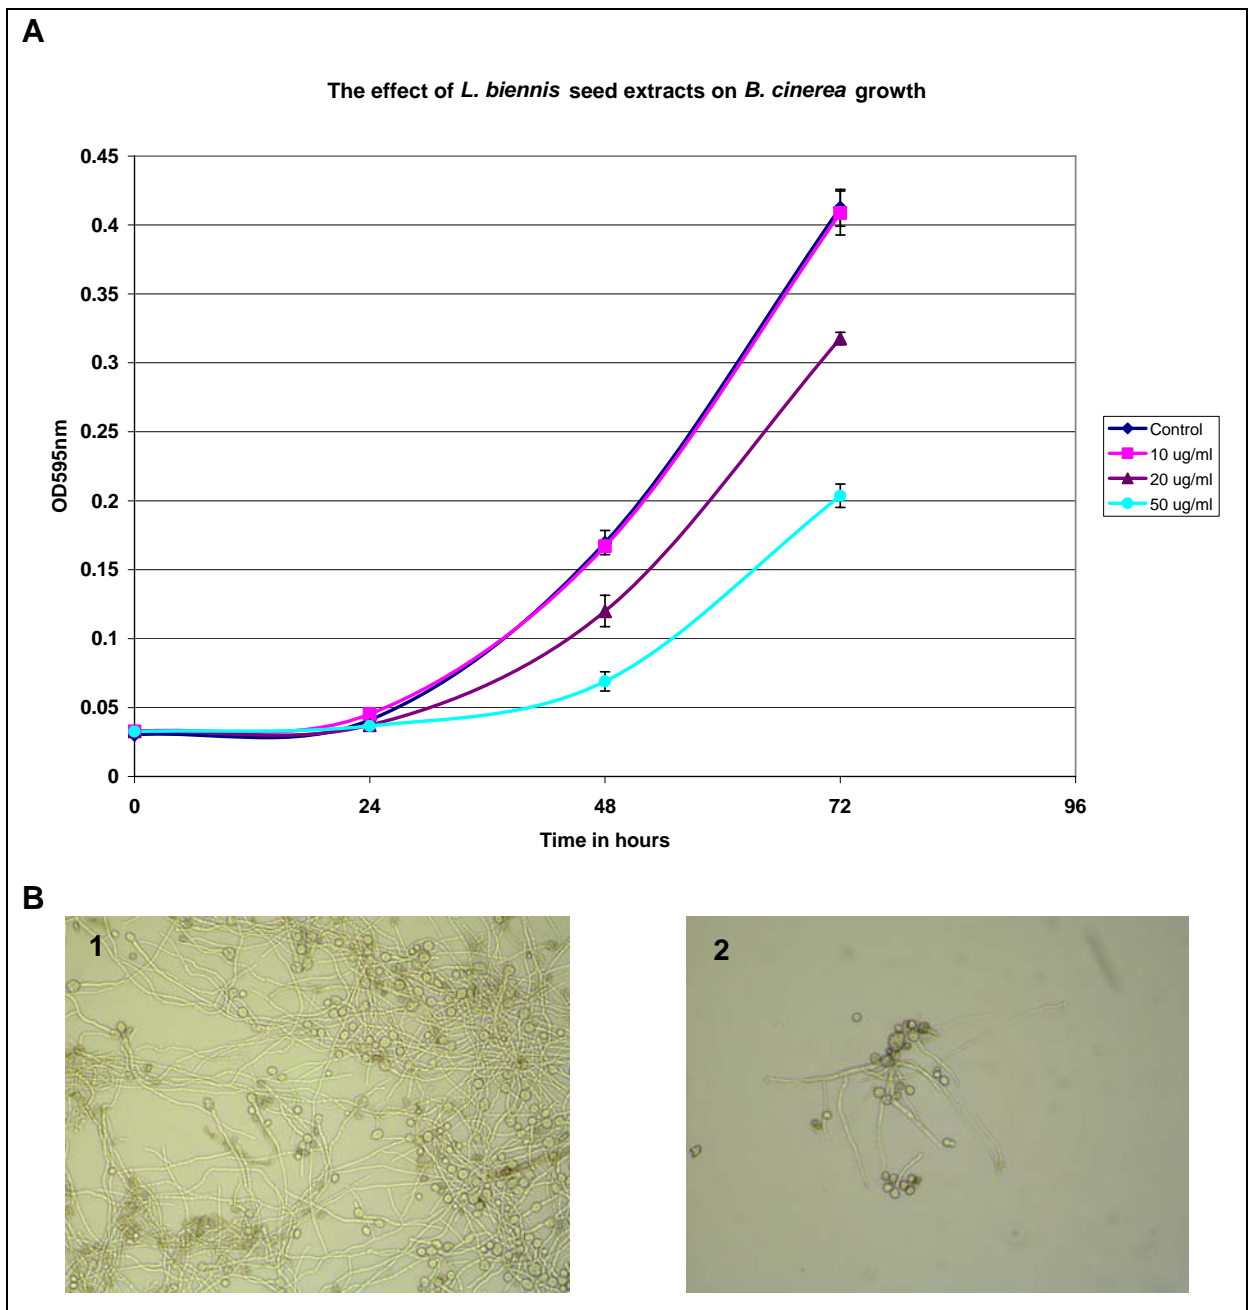 A
The effect of L. biennis seed extracts on B. cinerea growth
0.45
0.4
0.35
0.3
0.25
0.2
0.15
0.1
0.05
0
OD595nm
0 24 48 72 96
Time in hours
Control
10 ug/ml
20 ug/ml
50 ug/ml
B
1
2